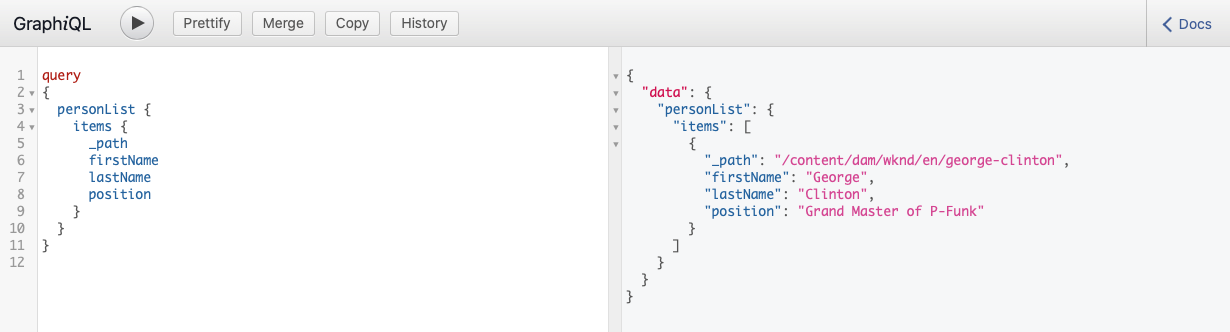 GraphiQL Prettify Merge Copy History Docs
1 query
2 {
3 personList {
4 items {
5 _path
6 firstName
7 lastName
8 position
9 }
10 }
11 }
12
{
"data": {
"personList": {
"items": [
{
"_path": "/content/dam/wknd/en/george-clinton",
"firstName": "George",
"lastName": "Clinton",
"position": "Grand Master of P-Funk"
}
]
}
}
}